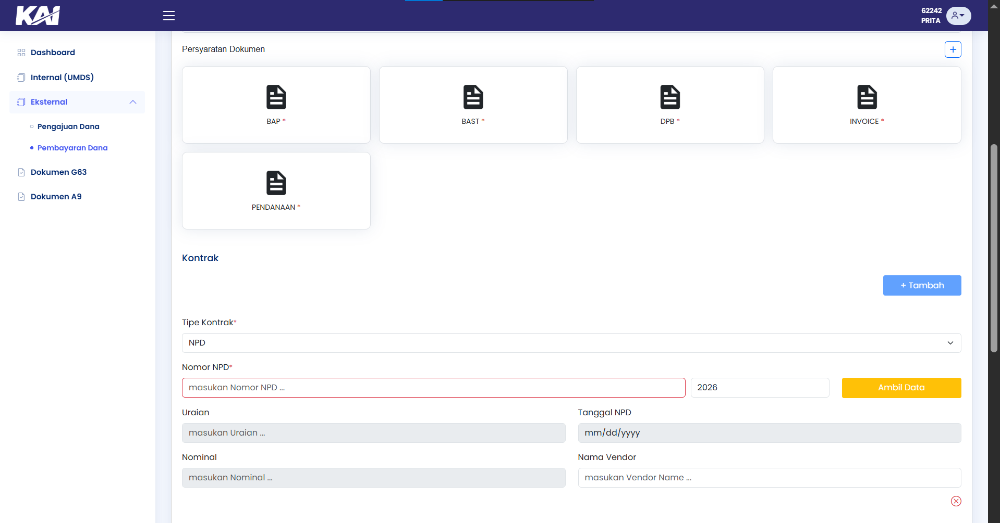 KAI
62242
PRITA
Dashboard
Internal (UMDS)
Eksternal
Pengajuan Dana
Pembayaran Dana
Dokumen G63
Dokumen A9
Persyaratan Dokumen
+
BAP *
BAST *
DPB *
INVOICE *
PENDANAAN *
Kontrak
+ Tambah
Tipe Kontrak*
NPD
Nomor NPD*
masukan Nomor NPD ...
2026
Ambil Data
Uraian
Tanggal NPD
masukan Uraian ...
mm/dd/yyyy
Nominal
Nama Vendor
masukan Nominal ...
masukan Vendor Name ...